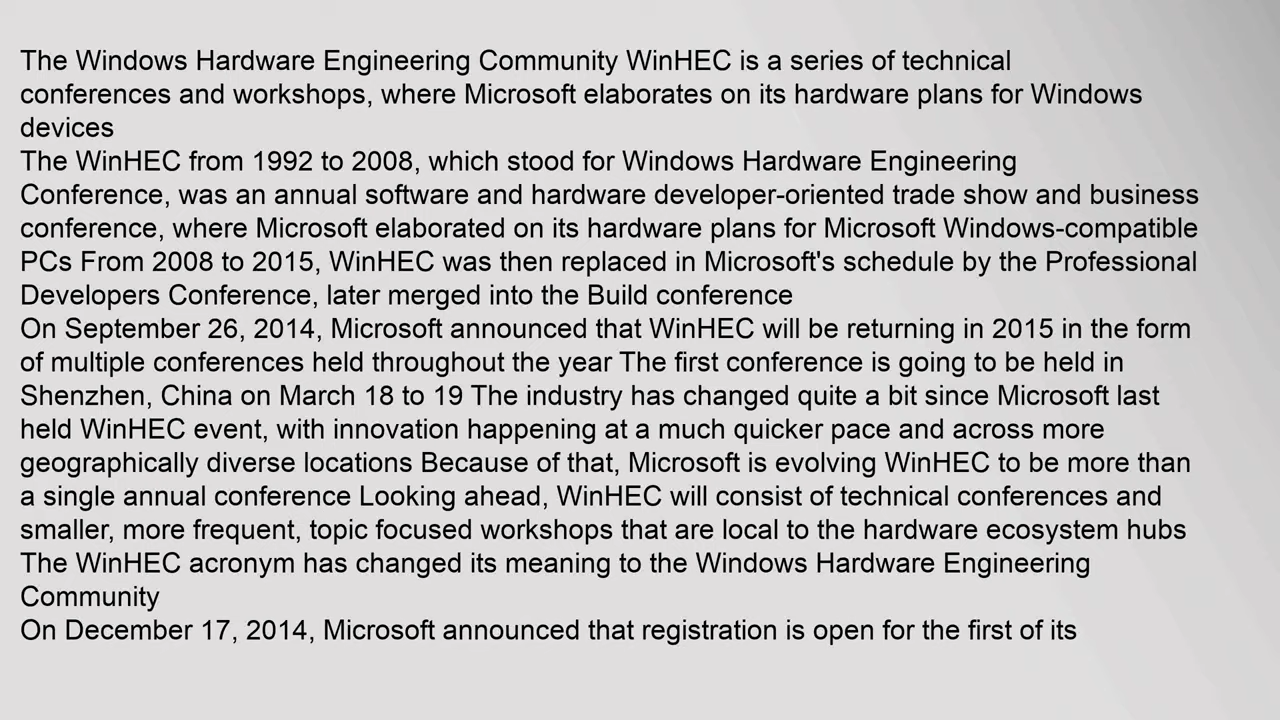 The Windows Hardware Engineering Community WinHEC is a series of technical
conferences and workshops, where Microsoft elaborates on its hardware plans for Windows
devices
The WinHEC from 1992 to 2008, which stood for Windows Hardware Engineering
Conference, was an annual software and hardware developer-oriented trade show and business
conference, where Microsoft elaborated on its hardware plans for Microsoft Windows-compatible
PCs From 2008 to 2015, WinHEC was then replaced in Microsoft's schedule by the Professional
Developers Conference, later merged into the Build conference
On September 26, 2014, Microsoft announced that WinHEC will be returning in 2015 in the form
of multiple conferences held throughout the year The first conference is going to be held in
Shenzhen, China on March 18 to 19 The industry has changed quite a bit since Microsoft last
held WinHEC event, with innovation happening at a much quicker pace and across more
geographically diverse locations Because of that, Microsoft is evolving WinHEC to be more than
a single annual conference Looking ahead, WinHEC will consist of technical conferences and
smaller, more frequent, topic focused workshops that are local to the hardware ecosystem hubs
The WinHEC acronym has changed its meaning to the Windows Hardware Engineering
Community
On December 17, 2014, Microsoft announced that registration is open for the first of its